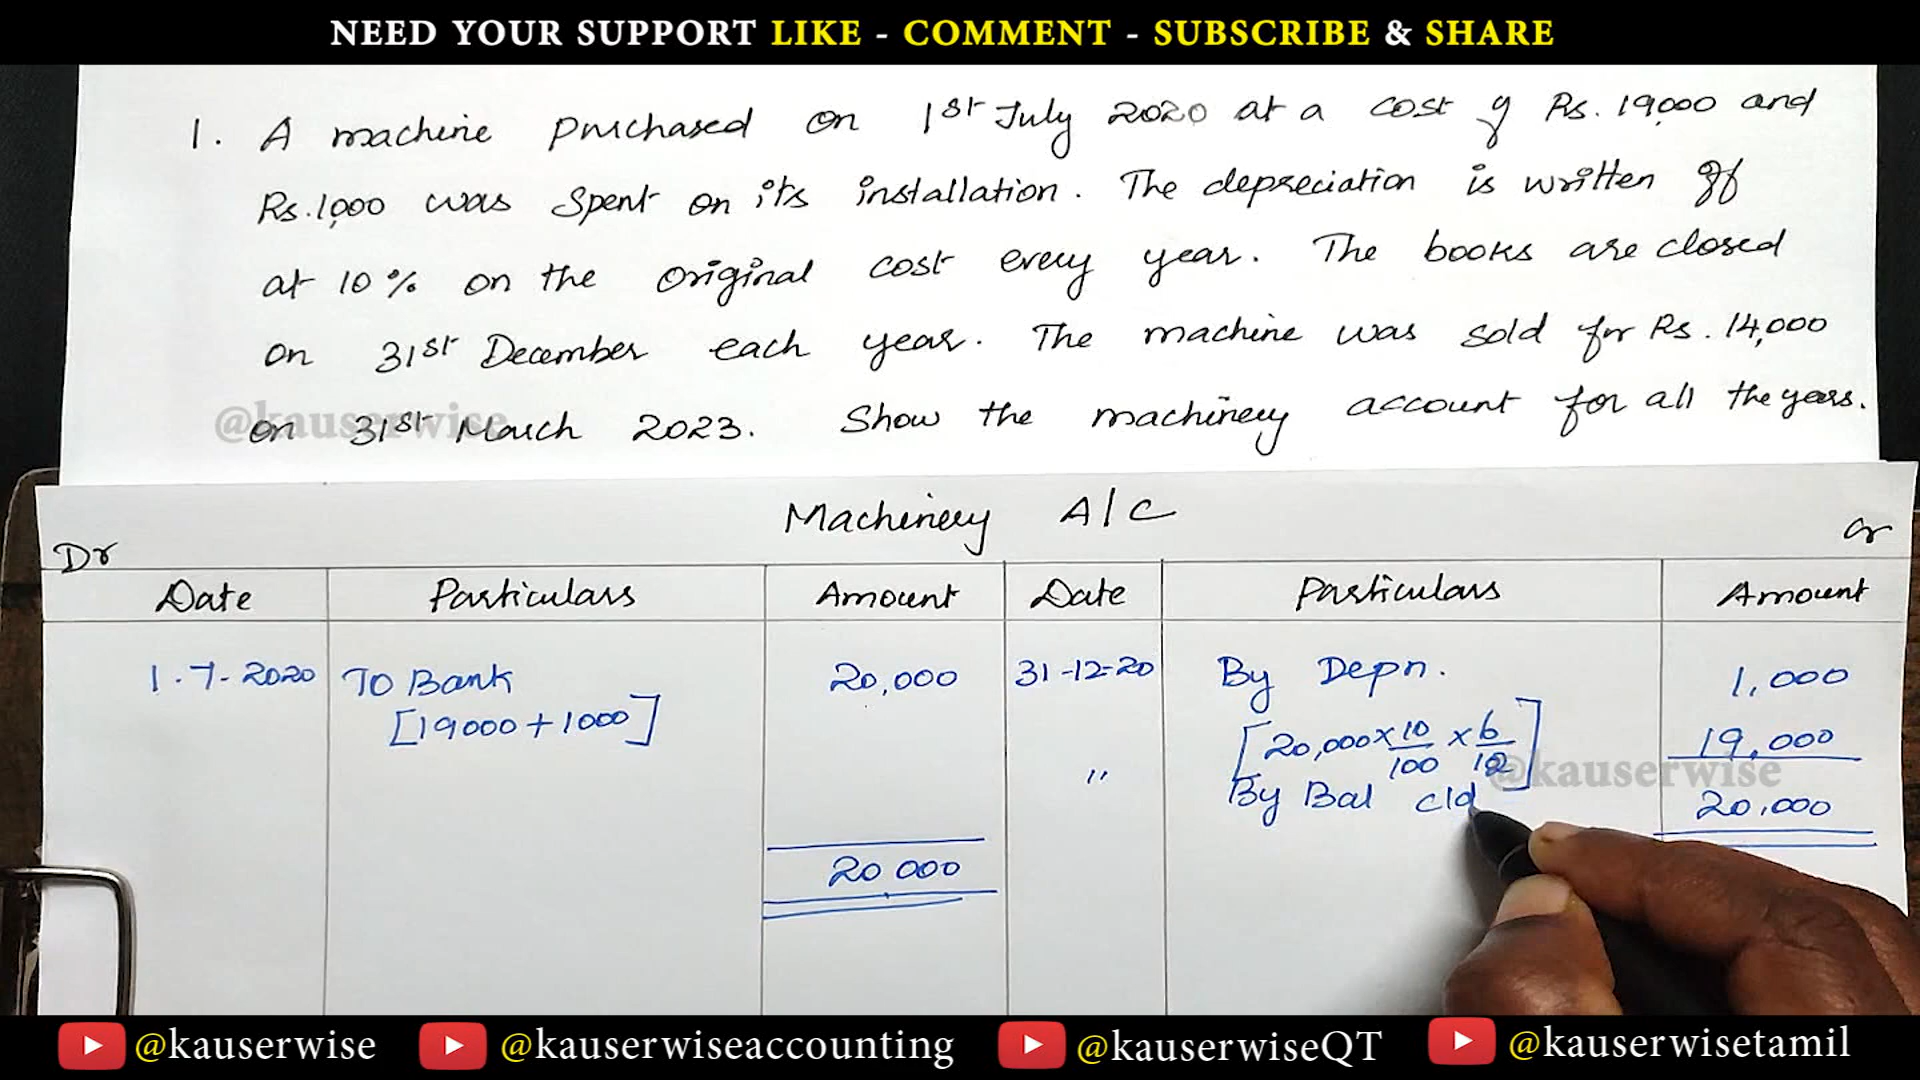 NEED YOUR SUPPORT LIKE - COMMENT - SUBSCRIBE & SHARE
1. A machine purchased on 1st July 2020 at a cost of Rs. 19,000 and
Rs. 1,000 was spent on its installation. The depreciation is written off
at 10% on the original cost every year. The books are closed
on 31st December each year. The machine was sold for Rs. 14,000
@kauserwise
on 31st March 2023. Show the machinery account for all the years.
Machinery A/C
Dr Cr
Date Particulars Amount Date Particulars Amount
1.7.2020 To Bank 20,000 31-12-20 By Depn. 1,000
[19000+1000] [20,000×10/100×6/12] 19,000
@kauserwise
" By Bal c/d 20,000
20000
@kauserwise @kauserwiseaccounting @kauserwiseQT @kauserwisetamil